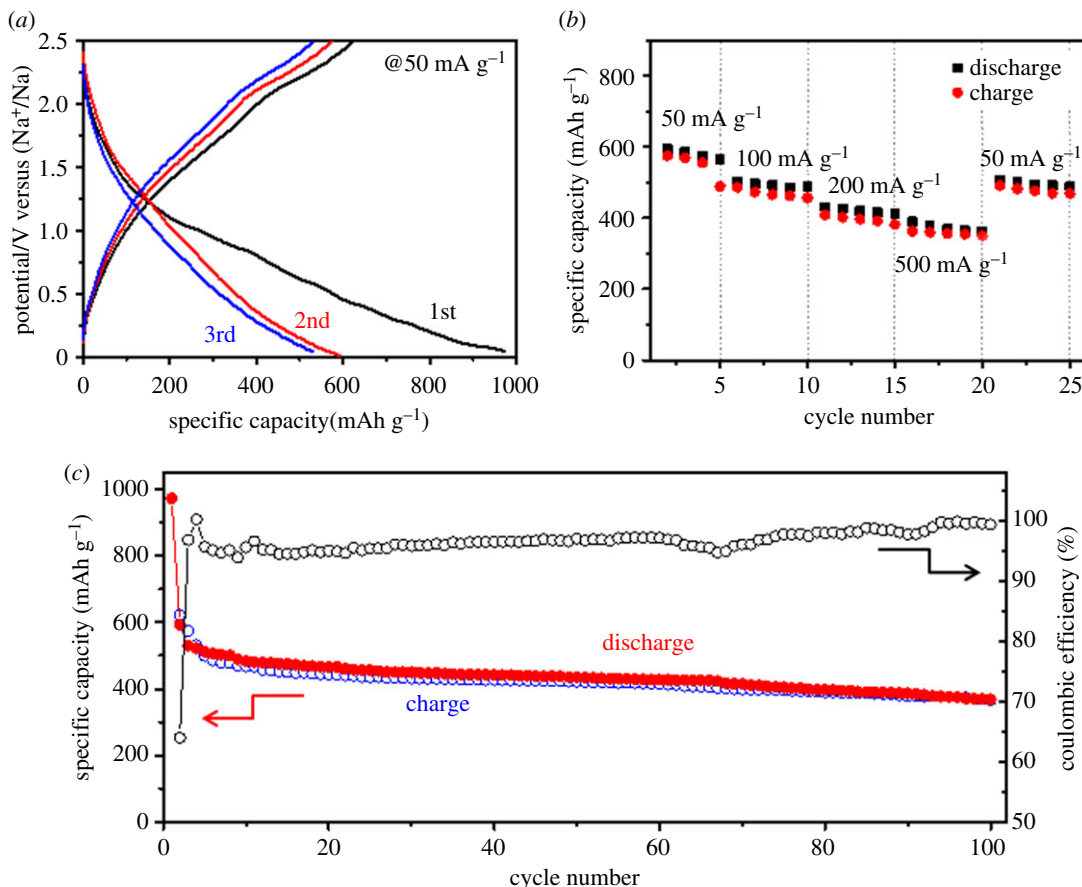 (a)
2.5
2.0
1.5
1.0
0.5
0
potential/V versus (Na⁺/Na)
@50 mA g⁻¹
1st
2nd
3rd
0 200 400 600 800 1000
specific capacity(mAh g⁻¹)
(b)
800
600
400
200
0
specific capacity (mAh g⁻¹)
discharge
charge
50 mA g⁻¹
100 mA g⁻¹
200 mA g⁻¹
500 mA g⁻¹
50 mA g⁻¹
5 10 15 20 25
cycle number
(c)
1000
800
600
400
200
0
specific capacity (mAh g⁻¹)
discharge
charge
100
90
80
70
60
50
coulombic efficiency (%)
0 20 40 60 80 100
cycle number